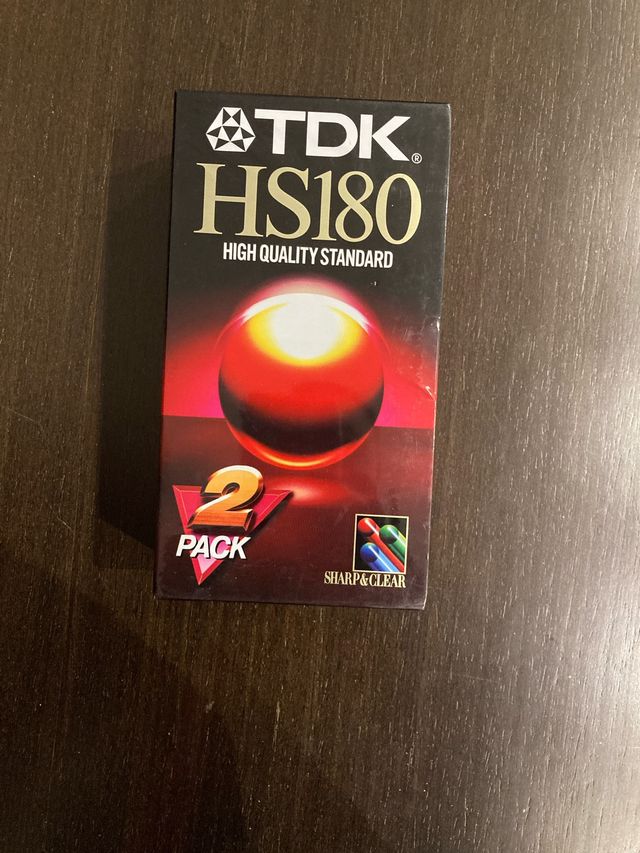 TDK®
HS180
HIGH QUALITY STANDARD
2
PACK
SHARP&CLEAR